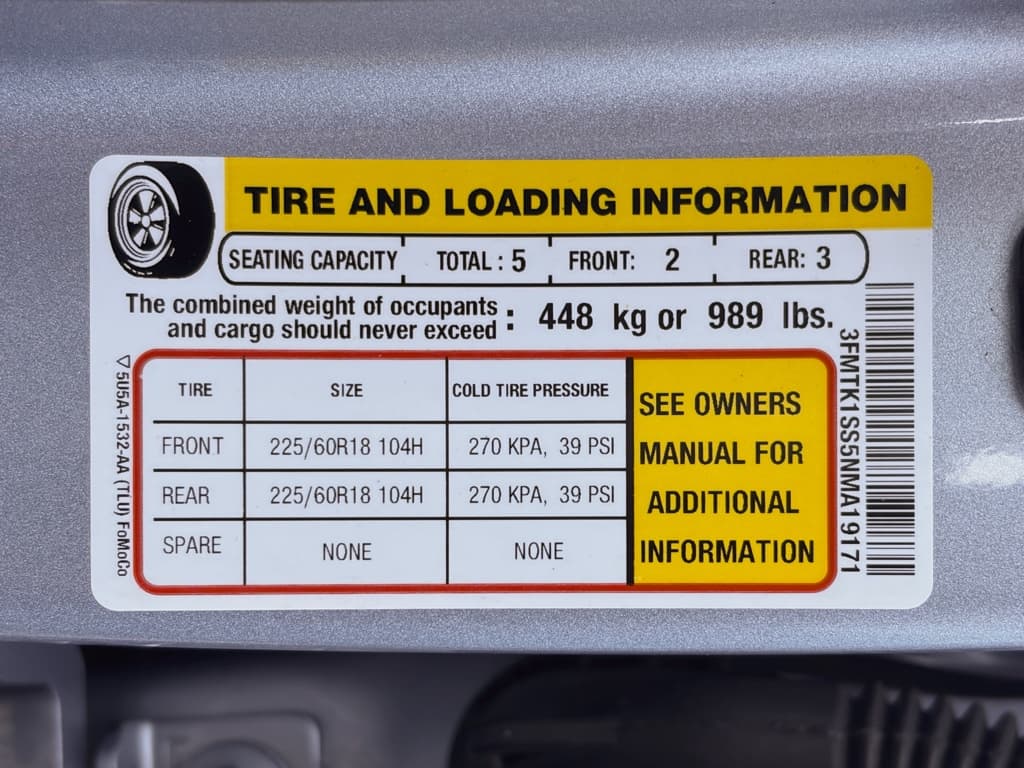 TIRE AND LOADING INFORMATION
SEATING CAPACITY TOTAL : 5 FRONT: 2 REAR: 3
The combined weight of occupants
and cargo should never exceed : 448 kg or 989 lbs.
TIRE SIZE COLD TIRE PRESSURE
FRONT 225/60R18 104H 270 KPA, 39 PSI
REAR 225/60R18 104H 270 KPA, 39 PSI
SPARE NONE NONE
SEE OWNERS
MANUAL FOR
ADDITIONAL
INFORMATION
▽5U5A-1532-AA (TLU) FoMoCo
3FMTK1SS5NMA19171